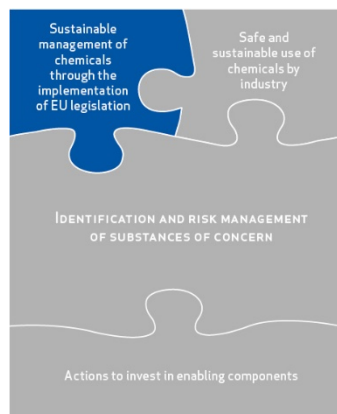 Sustainable
management of
chemicals
through the
implementation
of EU legislation
Safe and
sustainable use of
chemicals by
industry
IDENTIFICATION AND RISK MANAGEMENT
OF SUBSTANCES OF CONCERN
Actions to invest in enabling components